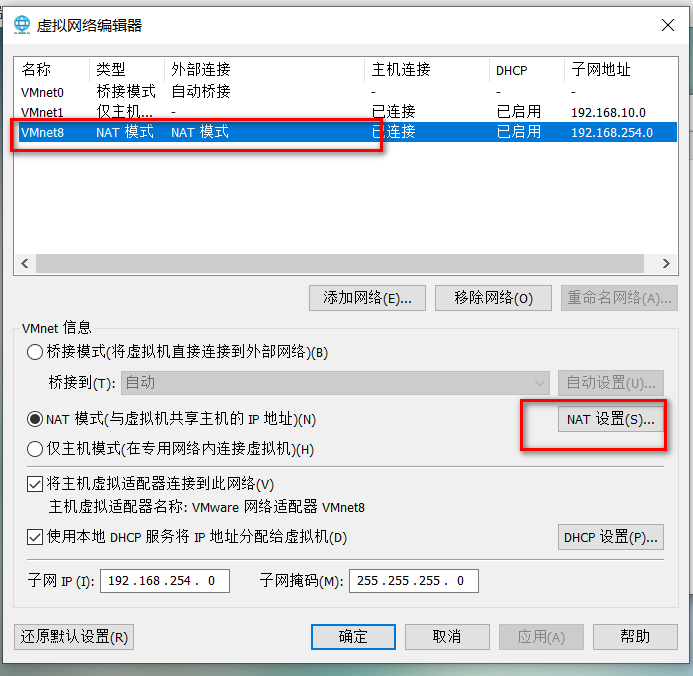 虚拟网络编辑器
名称 类型 外部连接 主机连接 DHCP 子网地址
VMnet0 桥接模式 自动桥接 - - -
VMnet1 仅主机... - 已连接 已启用 192.168.10.0
VMnet8 NAT 模式 NAT 模式 已连接 已启用 192.168.254.0
添加网络(E)... 移除网络(O) 重命名网络(A)...
VMnet 信息
桥接模式(将虚拟机直接连接到外部网络)(B)
桥接到(T): 自动 自动设置(U)...
NAT 模式(与虚拟机共享主机的 IP 地址)(N) NAT 设置(S)...
仅主机模式(在专用网络内连接虚拟机)(H)
将主机虚拟适配器连接到此网络(V)
主机虚拟适配器名称: VMware 网络适配器 VMnet8
使用本地 DHCP 服务将 IP 地址分配给虚拟机(D) DHCP 设置(P)...
子网 IP (I): 192.168.254. 0 子网掩码(M): 255.255.255. 0
还原默认设置(R) 确定 取消 应用(A) 帮助